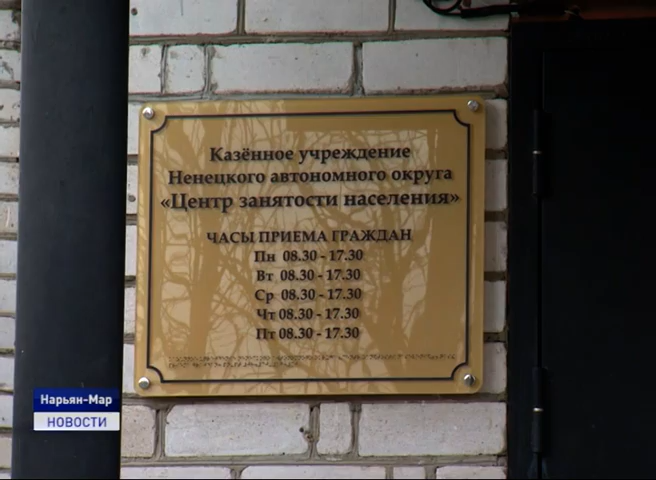 Казённое учреждение
Ненецкого автономного округа
«Центр занятости населения»
ЧАСЫ ПРИЕМА ГРАЖДАН
Пн 08.30 - 17.30
Вт 08.30 - 17.30
Ср 08.30 - 17.30
Чт 08.30 - 17.30
Пт 08.30 - 17.30
Нарьян-Мар
НОВОСТИ